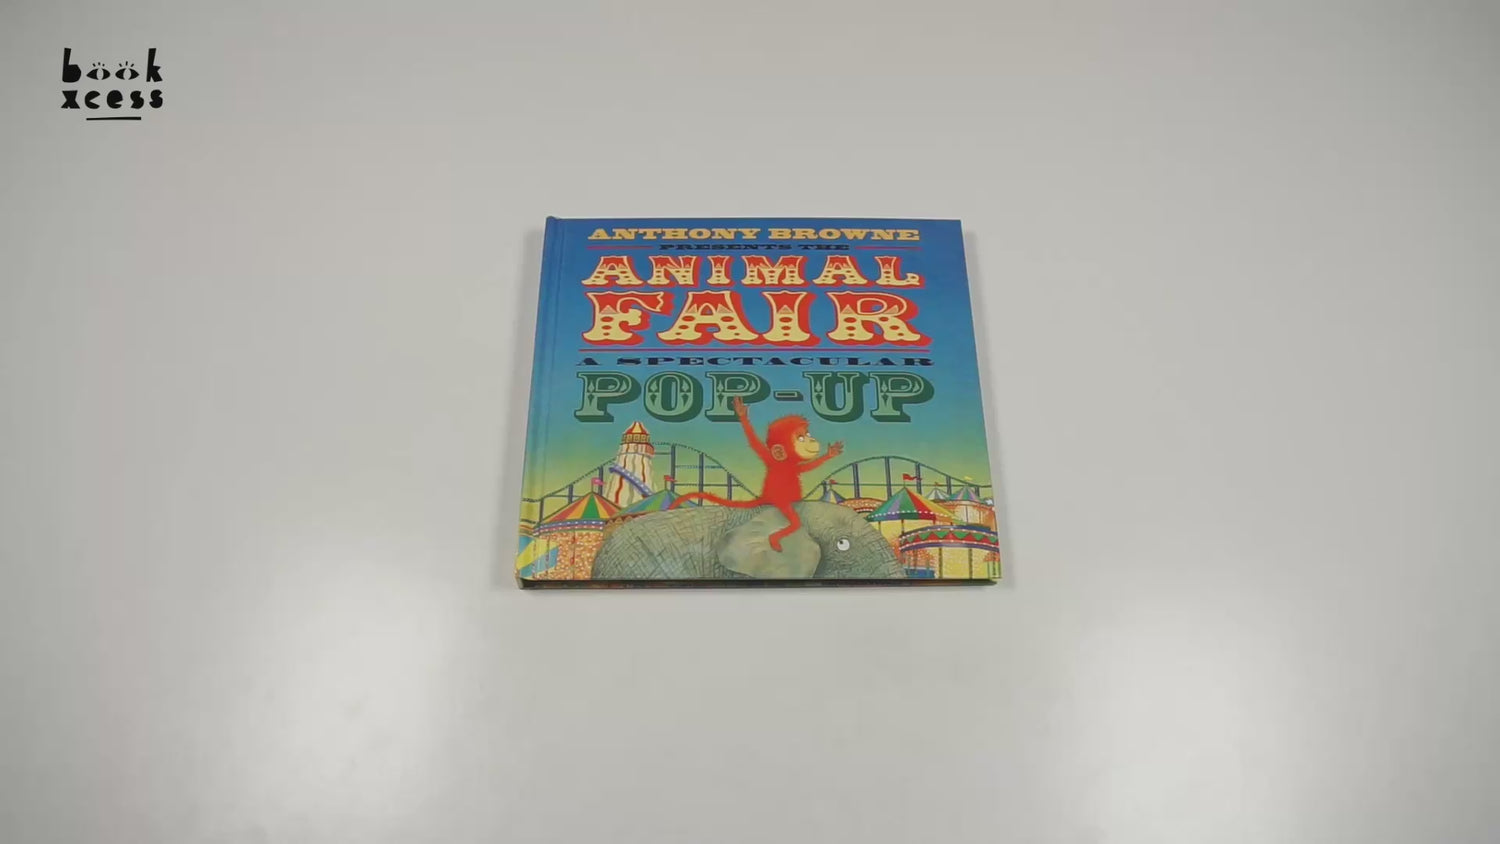 book
xcess
ANTHONY BROWNE
PRESENTS THE
ANIMAL
FAIR
A SPECTACULAR
POP-UP